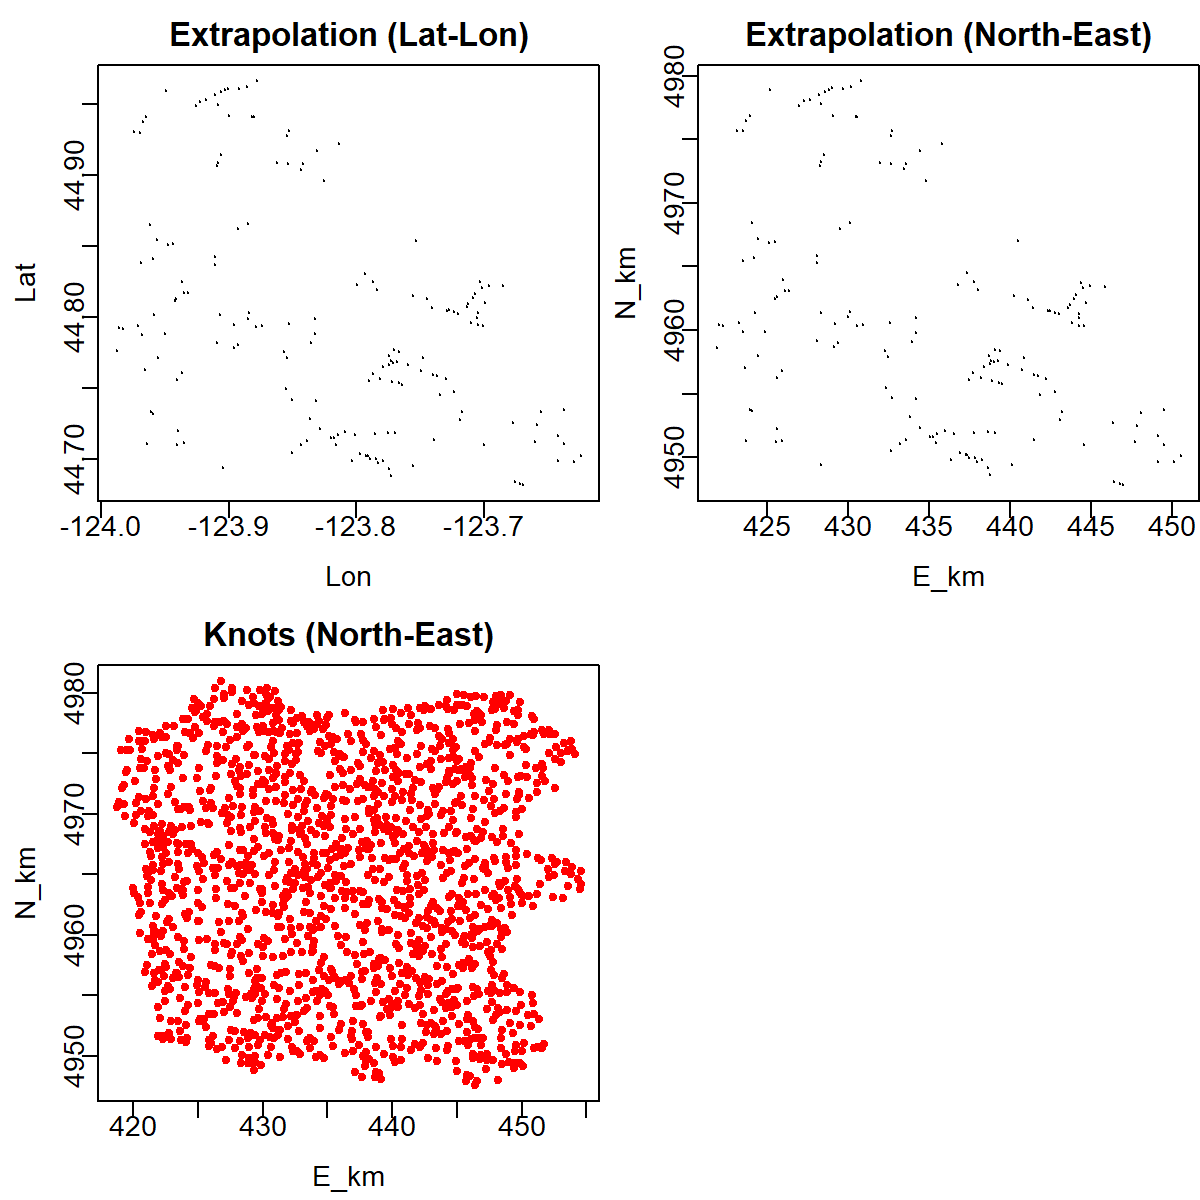 Extrapolation (Lat-Lon)
Lat
44.90
44.80
44.70
-124.0 -123.9 -123.8 -123.7
Lon
Extrapolation (North-East)
N_km
4980
4970
4960
4950
425 430 435 440 445 450
E_km
Knots (North-East)
N_km
4980
4970
4960
4950
420 430 440 450
E_km